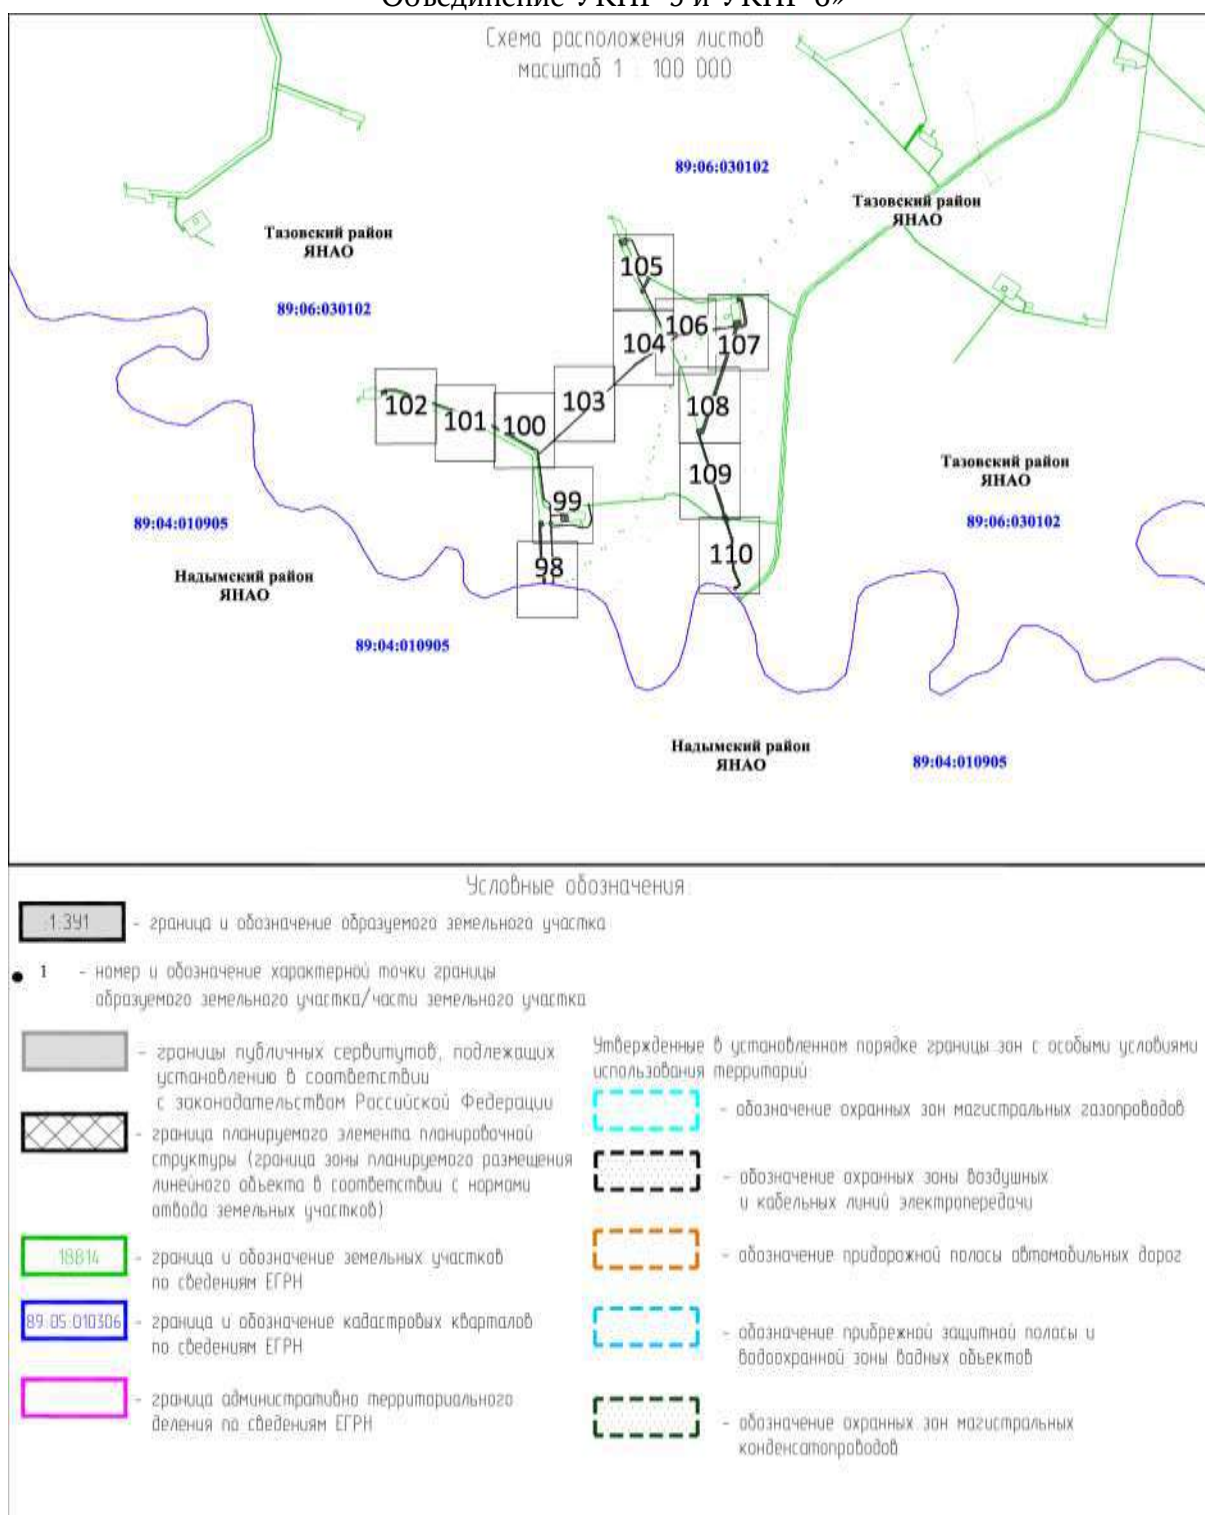 Объединение УКПГ-5 и УКПГ-6»
Схема расположения листов
масштаб 1 : 100 000
89:06:030102
Тазовский район
ЯНАО
Тазовский район
ЯНАО
89:06:030102
105
106
104
107
102
101
100
103
108
109
99
98
110
Тазовский район
ЯНАО
89:06:030102
89:04:010905
Надымский район
ЯНАО
89:04:010905
Надымский район
ЯНАО
89:04:010905
Условные обозначения:
:1:ЗУ1 - граница и обозначение образуемого земельного участка
1 - номер и обозначение характерной точки границы
образуемого земельного участка/части земельного участка
- границы публичных сервитутов, подлежащих
установлению в соответствии
с законодательством Российской Федерации
- граница планируемого элемента планировочной
структуры (граница зоны планируемого размещения
линейного объекта в соответствии с нормами
отвода земельных участков)
18814 - граница и обозначение земельных участков
по сведениям ЕГРН
89:05:010306 - граница и обозначение кадастровых кварталов
по сведениям ЕГРН
- граница административно территориального
деления по сведениям ЕГРН
Утвержденные в установленном порядке границы зон с особыми условиями
использования территорий:
- обозначение охранных зон магистральных газопроводов
- обозначение охранных зоны воздушных
и кабельных линий электропередачи
- обозначение придорожной полосы автомобильных дорог
- обозначение прибрежной защитной полосы и
водоохранной зоны водных объектов
- обозначение охранных зон магистральных
конденсатопроводов